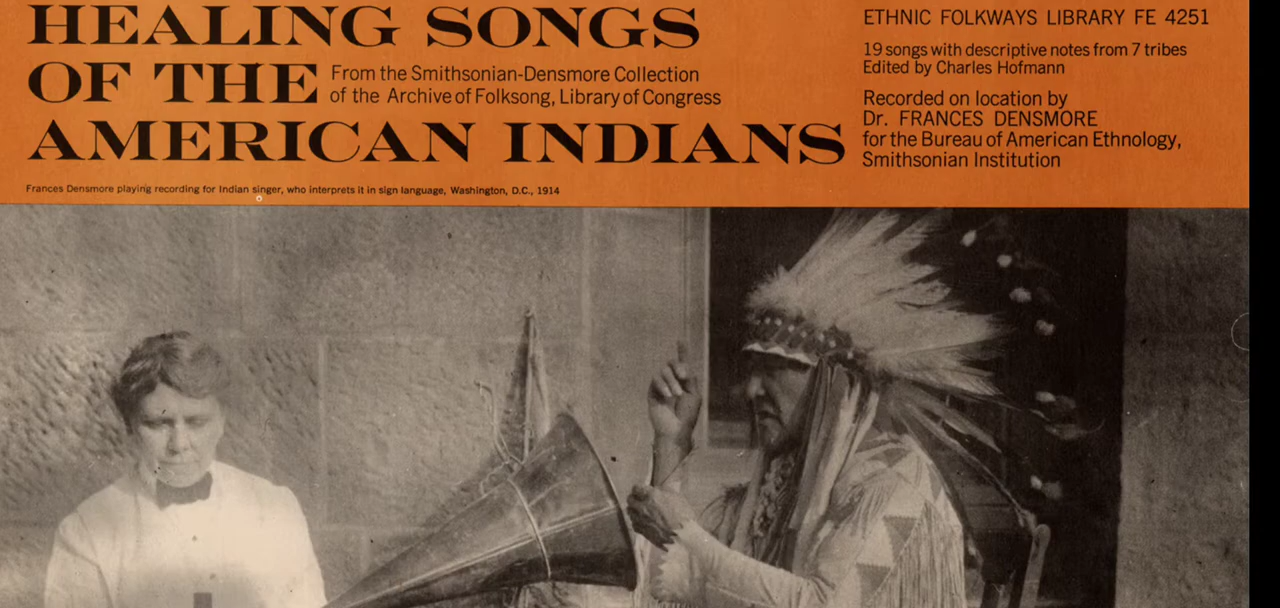 HEALING SONGS
OF THE
From the Smithsonian-Densmore Collection
of the Archive of Folksong, Library of Congress
AMERICAN INDIANS
Frances Densmore playing recording for Indian singer, who interprets it in sign language, Washington, D.C., 1914
ETHNIC FOLKWAYS LIBRARY FE 4251
19 songs with descriptive notes from 7 tribes
Edited by Charles Hofmann
Recorded on location by
Dr. FRANCES DENSMORE
for the Bureau of American Ethnology,
Smithsonian Institution